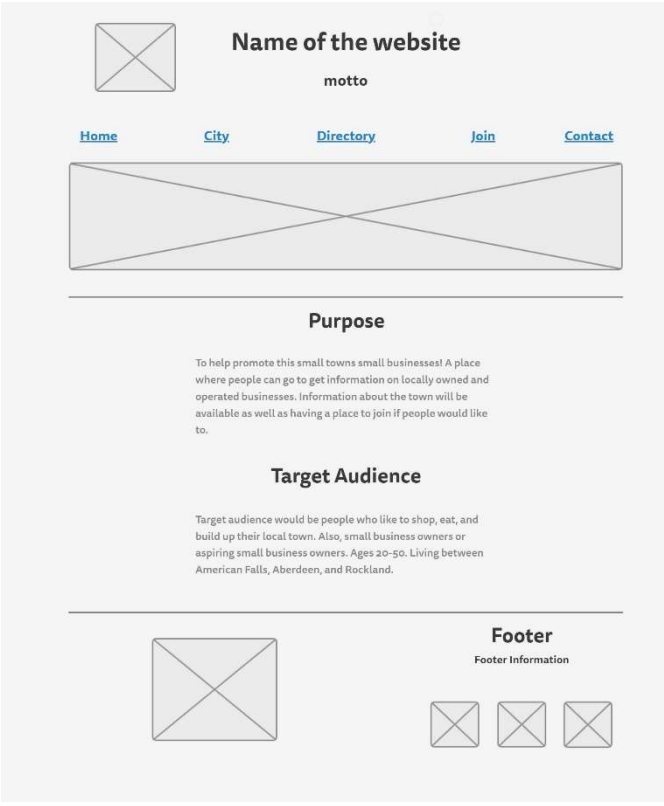 Name of the website
motto
Home City Directory Join Contact
Purpose
To help promote this small towns small businesses! A place
where people can go to get information on locally owned and
operated businesses. Information about the town will be
available as well as having a place to join if people would like
to.
Target Audience
Target audience would be people who like to shop, eat, and
build up their local town. Also, small business owners or
aspiring small business owners. Ages 20-50. Living between
American Falls, Aberdeen, and Rockland.
Footer
Footer Information